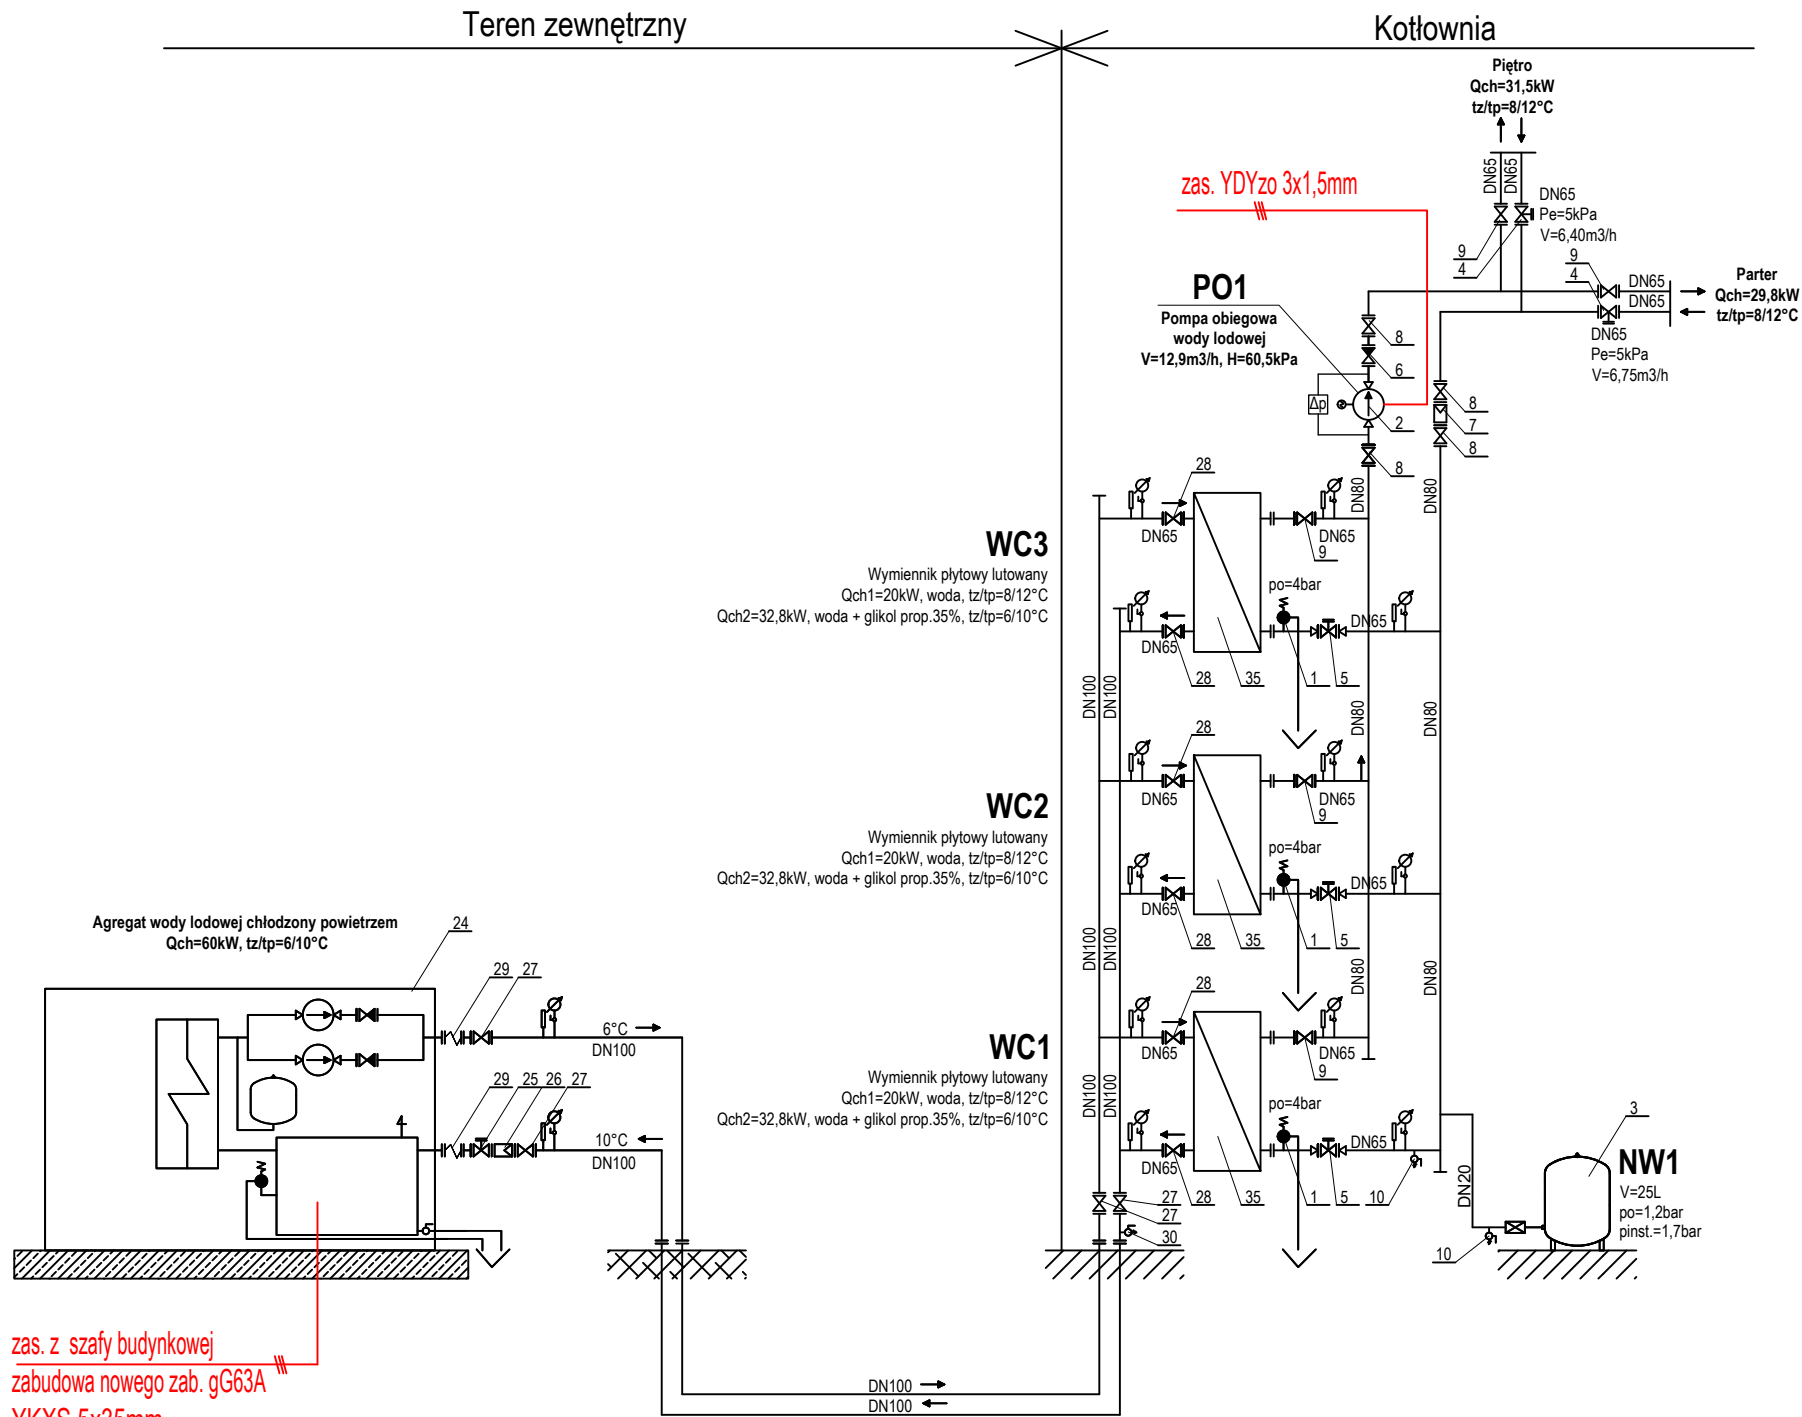 Teren zewnętrzny
Kotłownia
Piętro
Qch=31,5kW
tz/tp=8/12°C
DN65
DN65
DN65
Pe=5kPa
V=6,40m3/h
9
4
9
4
DN65
DN65
Parter
Qch=29,8kW
tz/tp=8/12°C
DN65
Pe=5kPa
V=6,75m3/h
zas. YDYzo 3x1,5mm
PO1
Pompa obiegowa
wody lodowej
V=12,9m3/h, H=60,5kPa
Δp
8
6
2
8
8
7
8
DN80
DN80
28
DN65
DN65
9
WC3
Wymiennik płytowy lutowany
Qch1=20kW, woda, tz/tp=8/12°C
Qch2=32,8kW, woda + glikol prop.35%, tz/tp=6/10°C
po=4bar
DN65
DN65
28
35
1
5
DN100
DN100
DN80
DN80
28
DN65
DN65
9
WC2
Wymiennik płytowy lutowany
Qch1=20kW, woda, tz/tp=8/12°C
Qch2=32,8kW, woda + glikol prop.35%, tz/tp=6/10°C
po=4bar
DN65
DN65
28
35
1
5
DN100
DN100
DN80
DN80
28
DN65
DN65
9
WC1
Wymiennik płytowy lutowany
Qch1=20kW, woda, tz/tp=8/12°C
Qch2=32,8kW, woda + glikol prop.35%, tz/tp=6/10°C
po=4bar
DN65
DN65
28
35
1
5
10
DN100
DN100
27
27
30
DN20
10
3
NW1
V=25L
po=1,2bar
pinst.=1,7bar
Agregat wody lodowej chłodzony powietrzem
Qch=60kW, tz/tp=6/10°C
24
29
27
6°C
DN100
29
25
26
27
10°C
DN100
zas. z szafy budynkowej
zabudowa nowego zab. gG63A
DN100
DN100